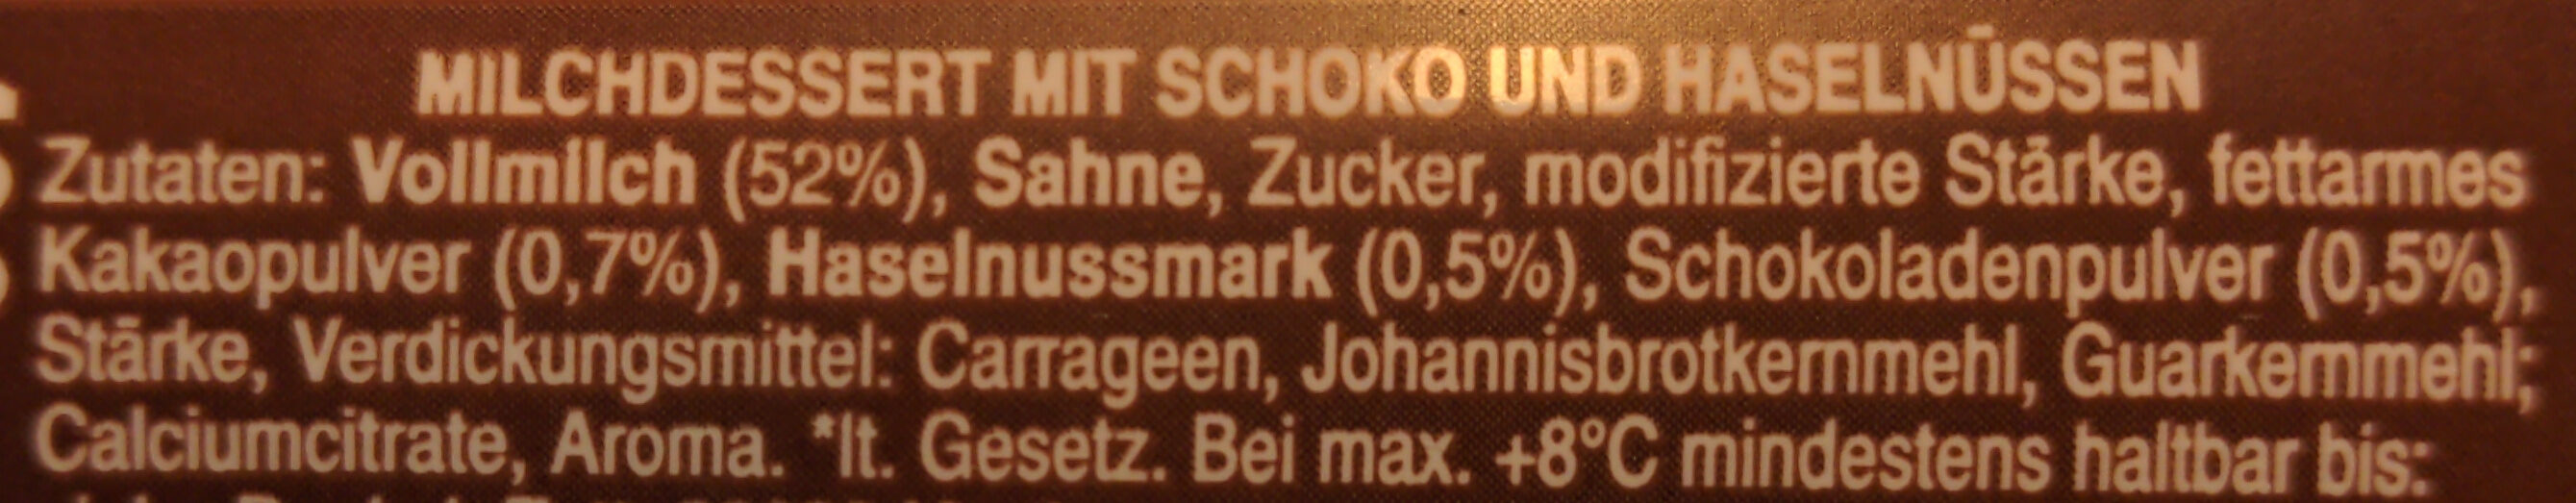 MILCHDESSERT MIT SCHOKO UND HASELNÜSSEN
Zutaten: Vollmilch (52%), Sahne, Zucker, modifizierte Stärke, fettarmes
Kakaopulver (0,7%), Haselnussmark (0,5%), Schokoladenpulver (0,5%),
Stärke, Verdickungsmittel: Carrageen, Johannisbrotkernmehl, Guarkernmehl;
Calciumcitrate, Aroma. *lt. Gesetz. Bei max. +8°C mindestens haltbar bis: